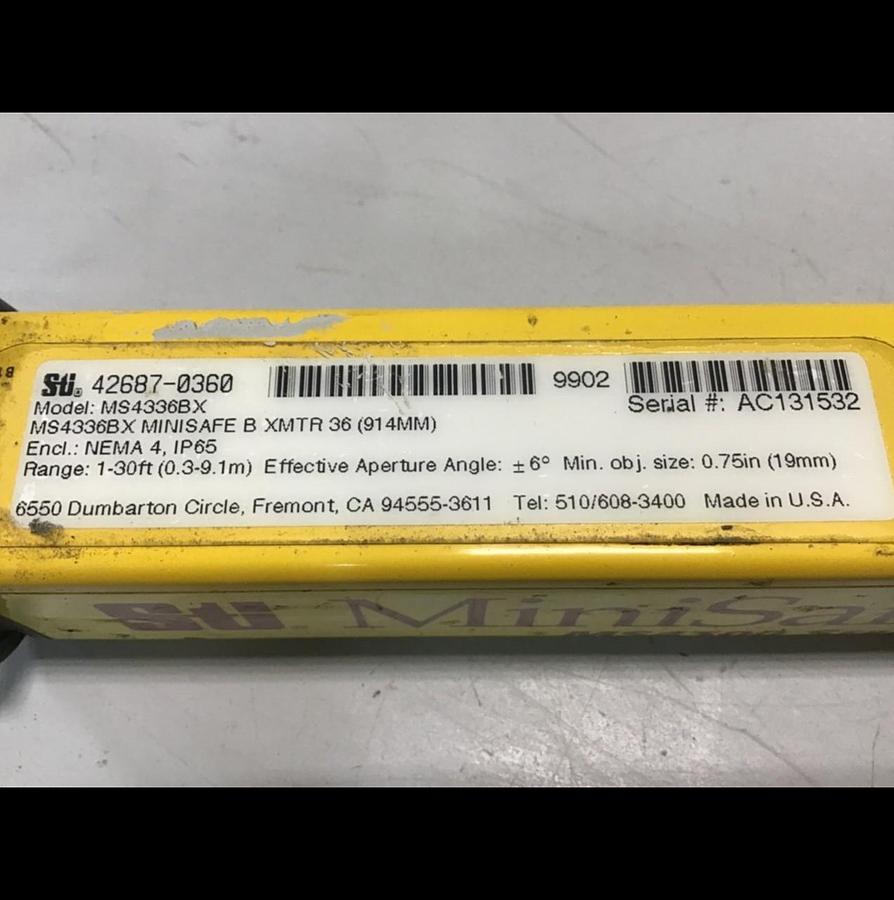 Sti® 42687-0360 9902
Model: MS4336BX Serial #: AC131532
MS4336BX MINISAFE B XMTR 36 (914MM)
Encl.: NEMA 4, IP65
Range: 1-30ft (0.3-9.1m) Effective Aperture Angle: ±6° Min. obj. size: 0.75in (19mm)
6550 Dumbarton Circle, Fremont, CA 94555-3611 Tel: 510/608-3400 Made in U.S.A.
Sti. MiniSa